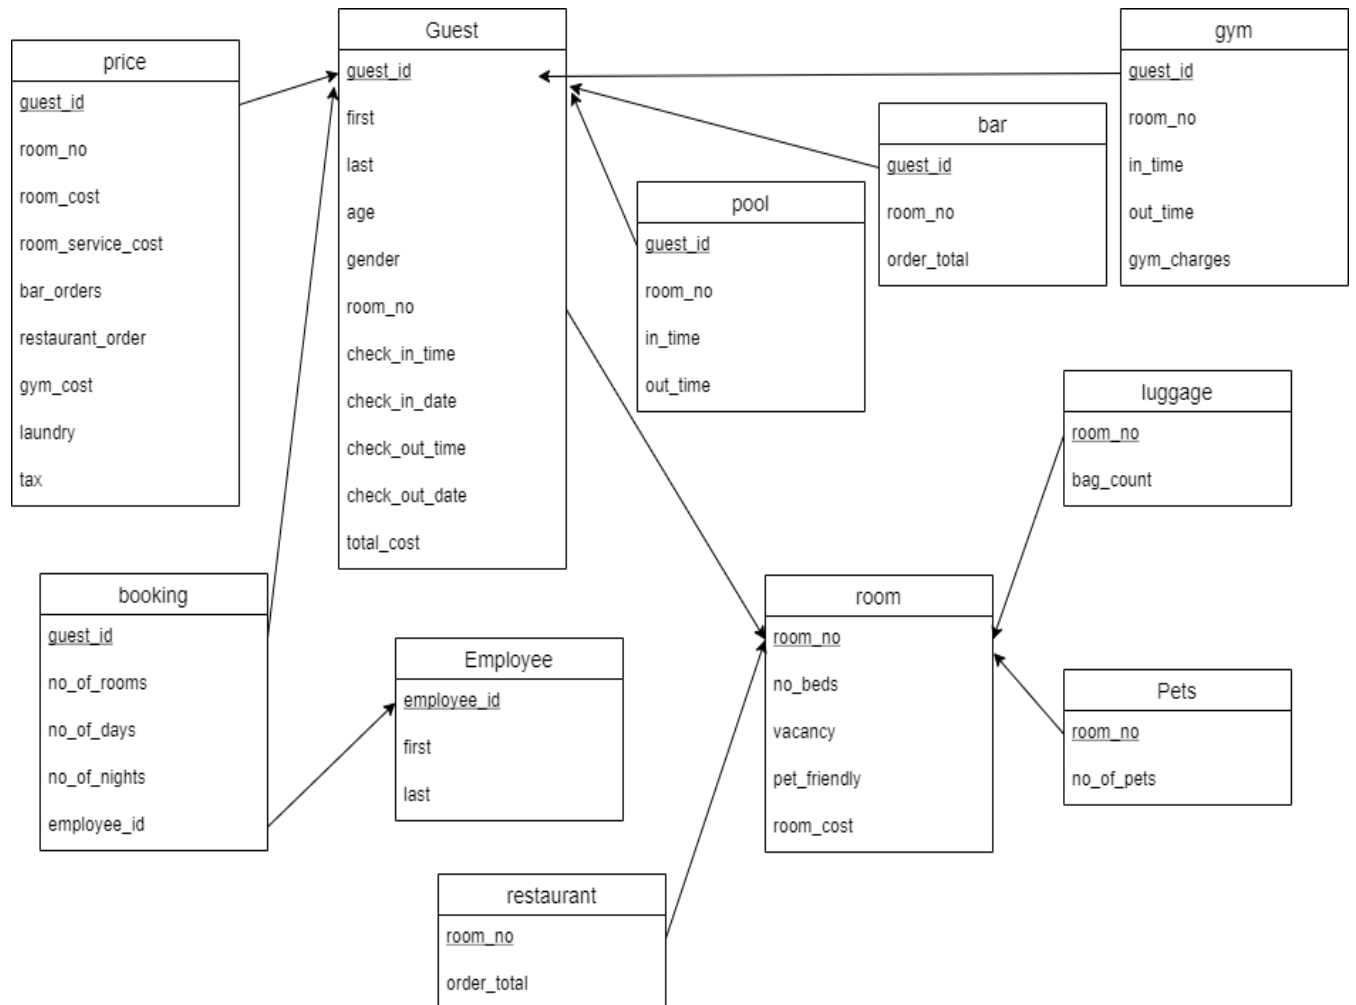 price
guest_id
room_no
room_cost
room_service_cost
bar_orders
restaurant_order
gym_cost
laundry
tax
Guest
guest_id
first
last
age
gender
room_no
check_in_time
check_in_date
check_out_time
check_out_date
total_cost
pool
guest_id
room_no
in_time
out_time
bar
guest_id
room_no
order_total
gym
guest_id
room_no
in_time
out_time
gym_charges
luggage
room_no
bag_count
booking
guest_id
no_of_rooms
no_of_days
no_of_nights
employee_id
Employee
employee_id
first
last
room
room_no
no_beds
vacancy
pet_friendly
room_cost
Pets
room_no
no_of_pets
restaurant
room_no
order_total